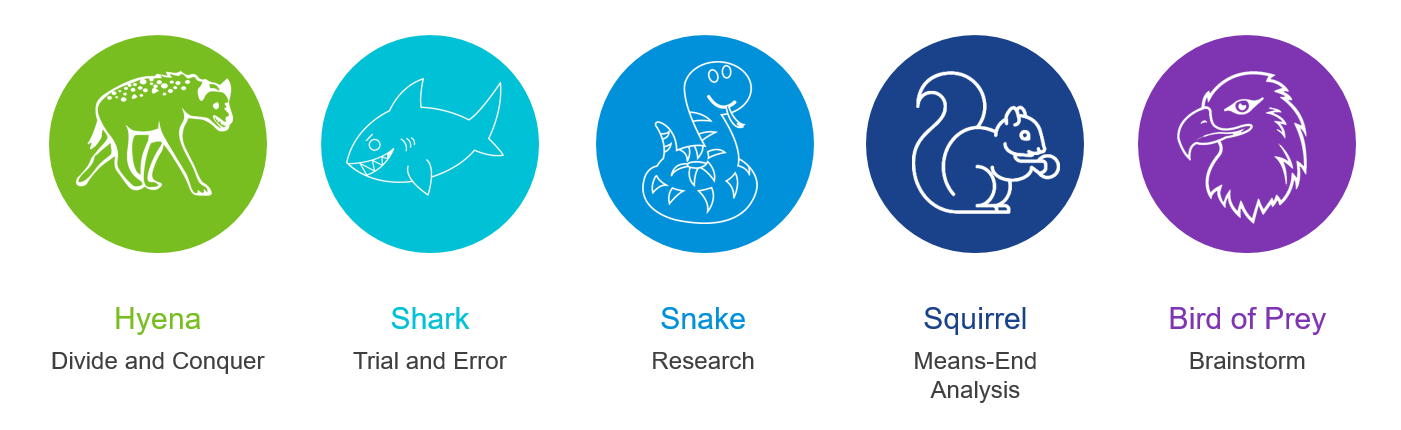 Hyena
Divide and Conquer
Shark
Trial and Error
Snake
Research
Squirrel
Means-End
Analysis
Bird of Prey
Brainstorm